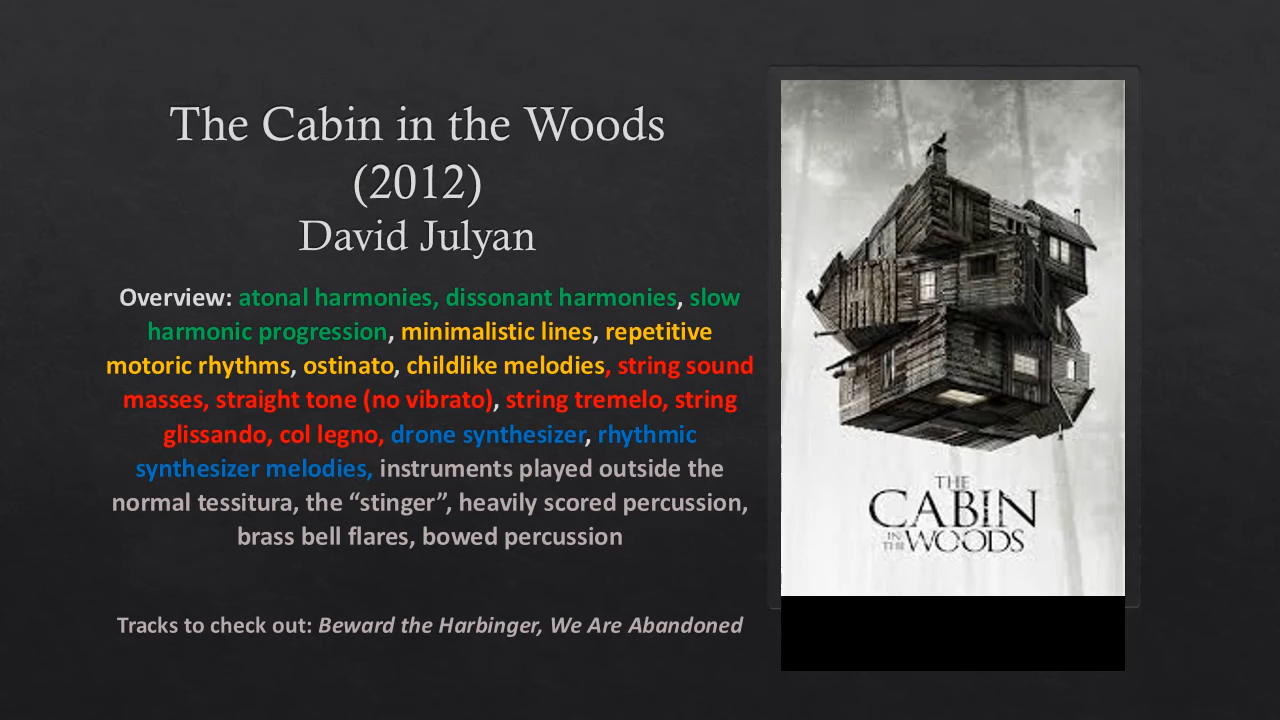 The Cabin in the Woods
(2012)
David Julyan
Overview: atonal harmonies, dissonant harmonies, slow
harmonic progression, minimalistic lines, repetitive
motoric rhythms, ostinato, childlike melodies, string sound
masses, straight tone (no vibrato), string tremelo, string
glissando, col legno, drone synthesizer, rhythmic
synthesizer melodies, instruments played outside the
normal tessitura, the “stinger”, heavily scored percussion,
brass bell flares, bowed percussion
Tracks to check out: Beward the Harbinger, We Are Abandoned
THE
CABIN
IN THE WOODS